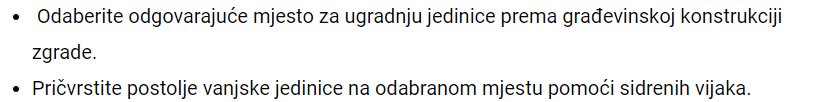 • Odaberite odgovarajuće mjesto za ugradnju jedinice prema građevinskoj konstrukciji
zgrade.
• Pričvrstite postolje vanjske jedinice na odabranom mjestu pomoći sidrenih vijaka.